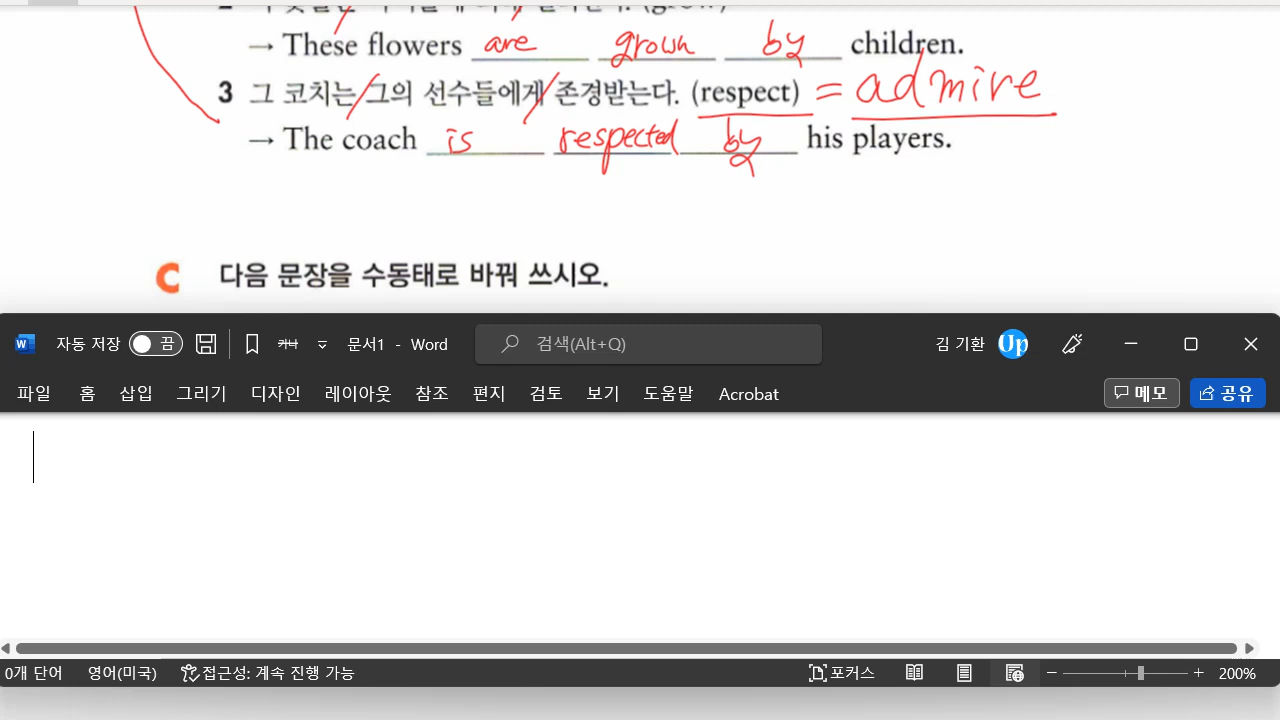 (grow)
→ These flowers are grown by children.
3 그 코치는 그의 선수들에게 존경받는다. (respect) = admire
→ The coach is respected by his players.
C 다음 문장을 수동태로 바꿔 쓰시오.
자동 저장 끔 가나 문서1 - Word 검색(Alt+Q) 김 기환 Up
파일 홈 삽입 그리기 디자인 레이아웃 참조 편지 검토 보기 도움말 Acrobat 메모 공유
0개 단어 영어(미국) 접근성: 계속 진행 가능 포커스 200%